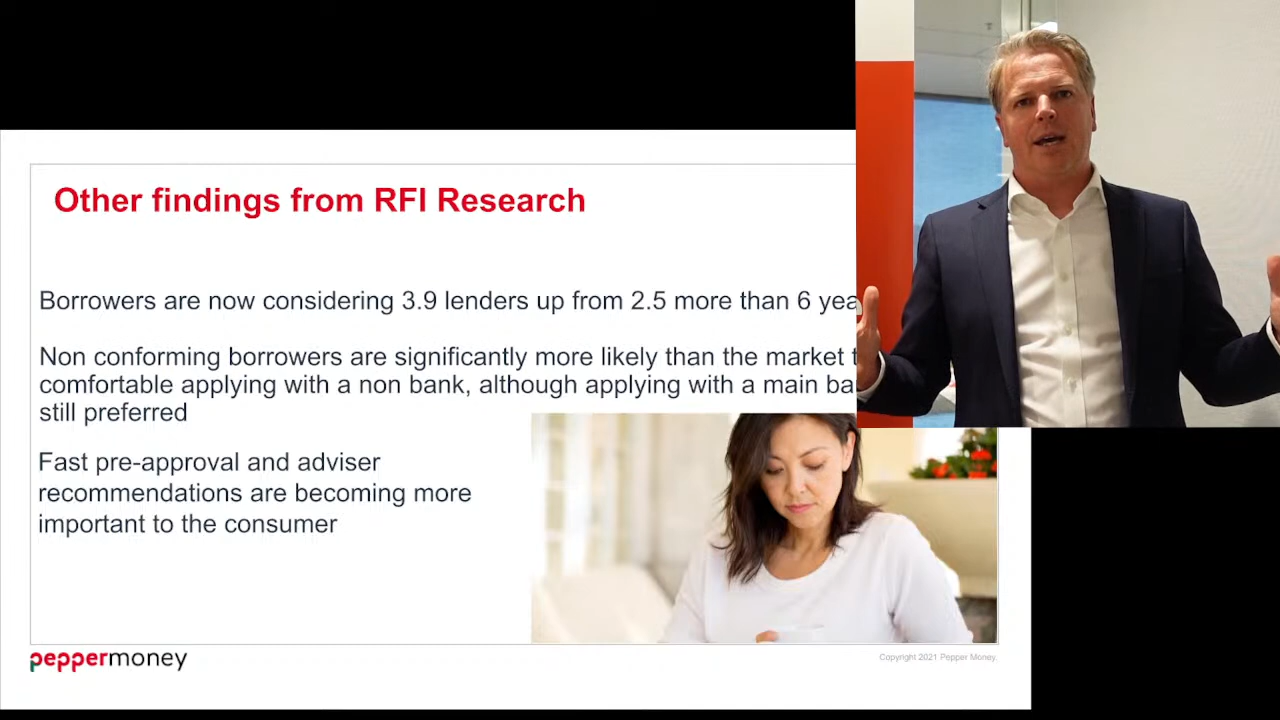 Other findings from RFI Research
Borrowers are now considering 3.9 lenders up from 2.5 more than 6
Non conforming borrowers are significantly more likely than the market
comfortable applying with a non bank, although applying with a main
still preferred
Fast pre-approval and adviser
recommendations are becoming more
important to the consumer
peppermoney
Copyright 2021 Pepper Money.